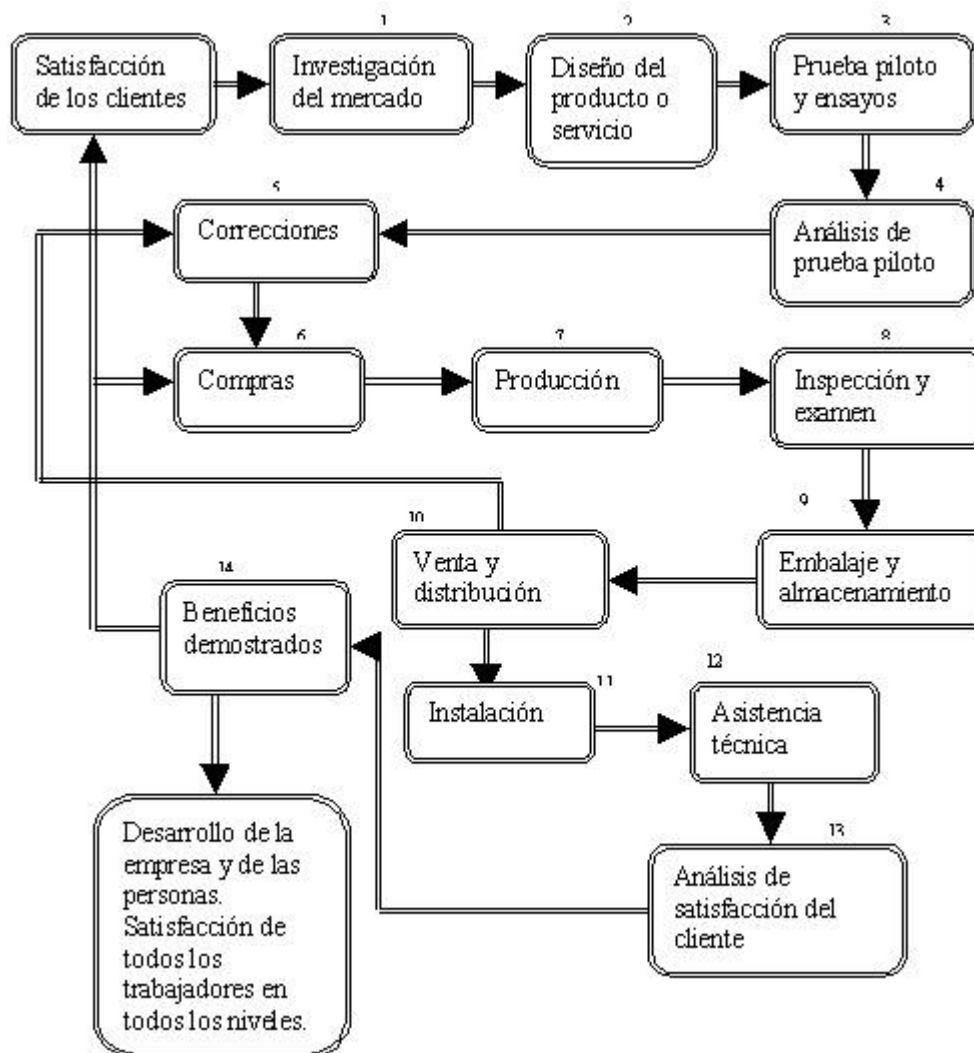 1
Satisfacción
de los clientes
Investigación
del mercado
2
Diseño del
producto o
servicio
3
Prueba piloto
y ensayos
4
Análisis de
prueba piloto
5
Correcciones
6
Compras
7
Producción
8
Inspección y
examen
9
Embalaje y
almacenamiento
10
Venta y
distribución
11
Instalación
12
Asistencia
técnica
13
Análisis de
satisfacción del
cliente
14
Beneficios
demostrados
Desarrollo de la
empresa y de las
personas.
Satisfacción de
todos los
trabajadores en
todos los niveles.